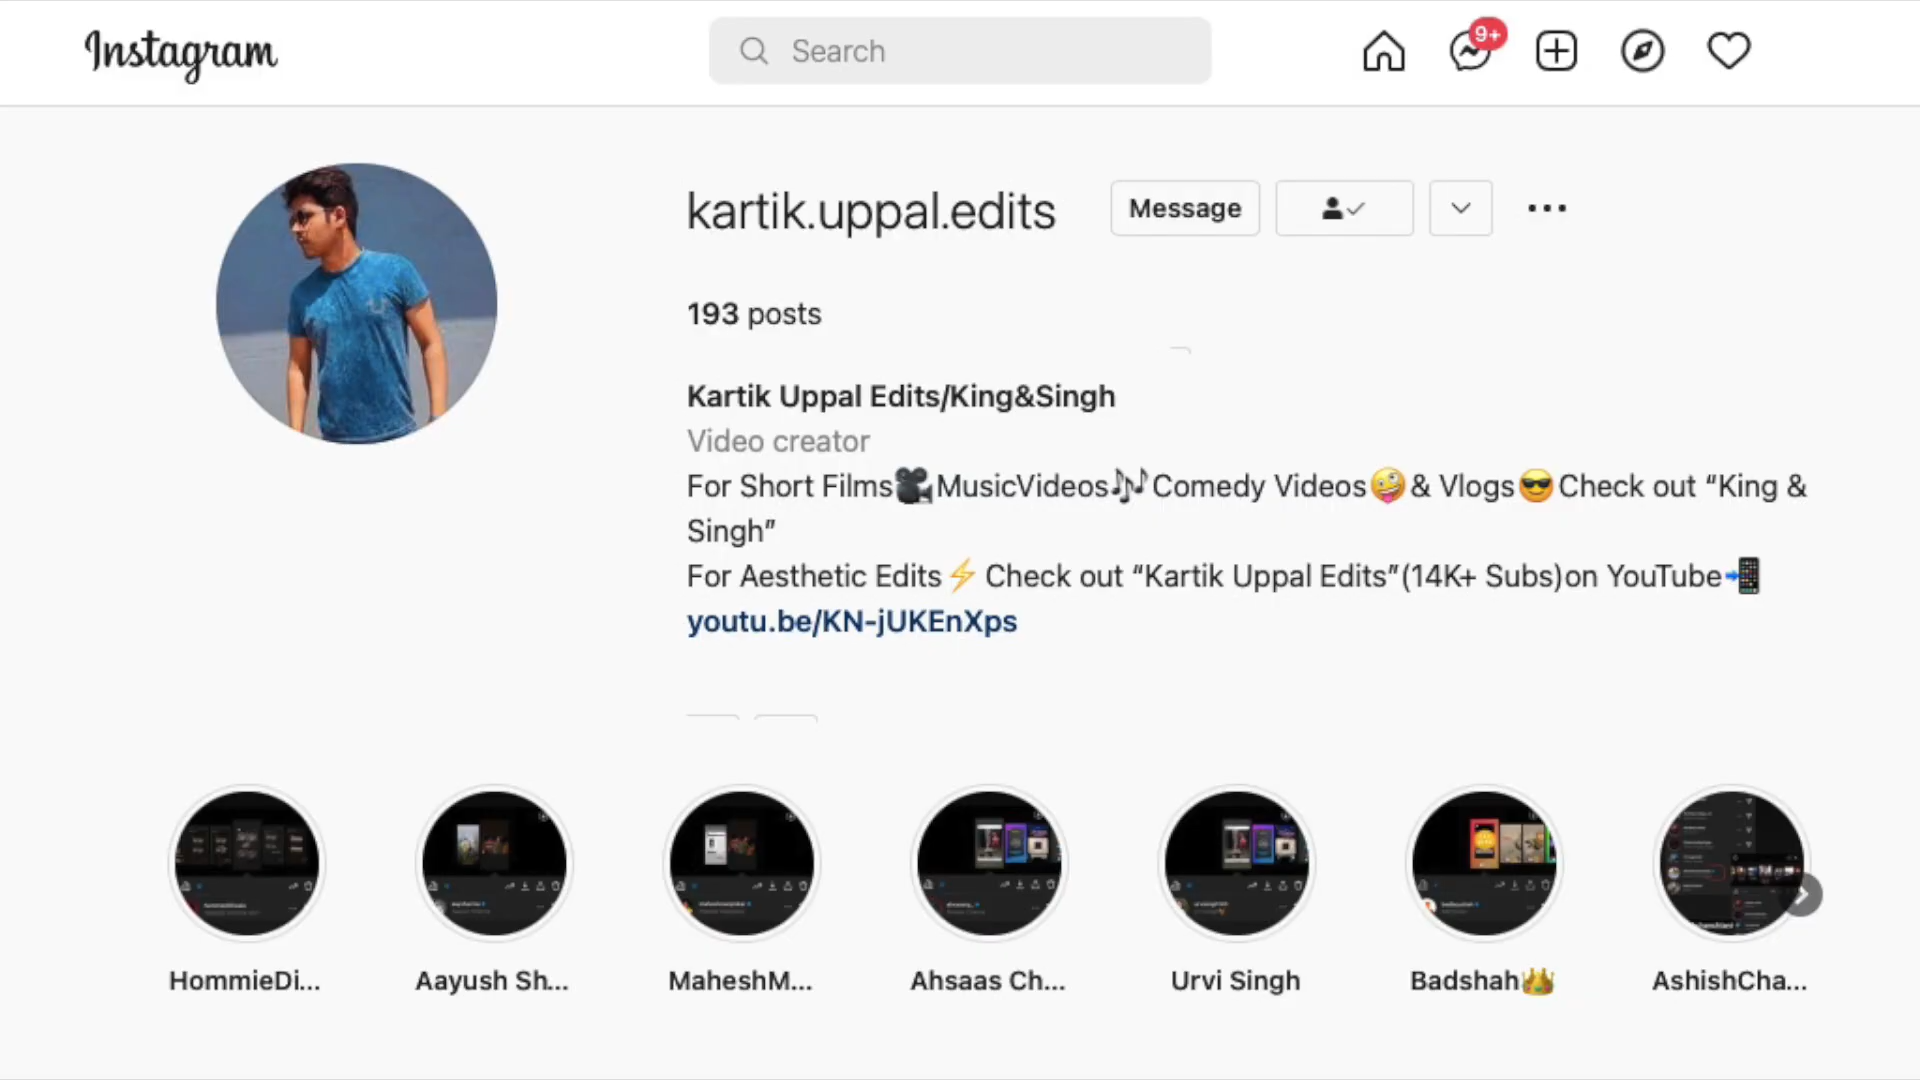 Instagram
Search
9+
kartik.uppal.edits
Message
193 posts
Kartik Uppal Edits/King&Singh
Video creator
For Short Films🎥MusicVideos🎶Comedy Videos🤪& Vlogs😎Check out “King &
Singh”
For Aesthetic Edits⚡️Check out “Kartik Uppal Edits”(14K+ Subs)on YouTube📲
youtu.be/KN-jUKEnXps
HommieDi...
Aayush Sh...
MaheshM...
Ahsaas Ch...
Urvi Singh
Badshah👑
AshishCha...